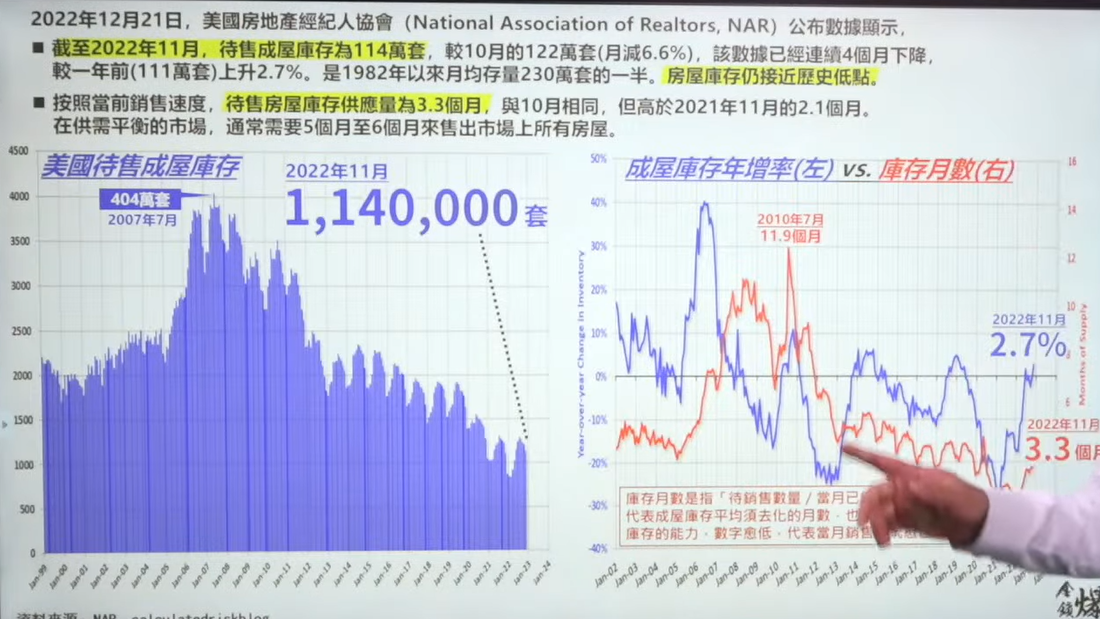 2022年12月21日，美國房地產經紀人協會（National Association of Realtors, NAR）公布數據顯示，
■ 截至2022年11月，待售成屋庫存為114萬套，較10月的122萬套(月減6.6%)，該數據已經連續4個月下降，
較一年前(111萬套)上升2.7%。是1982年以來月均存量230萬套的一半。房屋庫存仍接近歷史低點。
■ 按照當前銷售速度，待售房屋庫存供應量為3.3個月，與10月相同，但高於2021年11月的2.1個月。
在供需平衡的市場，通常需要5個月至6個月來售出市場上所有房屋。
美國待售成屋庫存
2022年11月
1,140,000套
404萬套
2007年7月
4500
4000
3500
3000
2500
2000
1500
1000
500
0
Jan-99 Jan-00 Jan-01 Jan-02 Jan-03 Jan-04 Jan-05 Jan-06 Jan-07 Jan-08 Jan-09 Jan-10 Jan-11 Jan-12 Jan-13 Jan-14 Jan-15 Jan-16 Jan-17 Jan-18 Jan-19 Jan-20 Jan-21 Jan-22 Jan-23 Jan-24
成屋庫存年增率(左) vs. 庫存月數(右)
2010年7月
11.9個月
2022年11月
2.7%
2022年11月
3.3個月
Year-over-year Change in Inventory
50%
40%
30%
20%
10%
0%
-10%
-20%
-30%
-40%
16
14
12
10
8
6
Months of Supply
庫存月數是指「待銷售數量 / 當月已
代表成屋庫存平均須去化的月數，也
庫存的能力，數字愈低，代表當月銷售
Jan-02 Jan-03 Jan-04 Jan-05 Jan-06 Jan-07 Jan-08 Jan-09 Jan-10 Jan-11 Jan-12 Jan-13 Jan-14 Jan-15 Jan-16 Jan-17 Jan-18 Jan-19 Jan-20 Jan-21 Jan-22 Jan-23
資料來源：NAR, calculatedriskblog
金錢爆